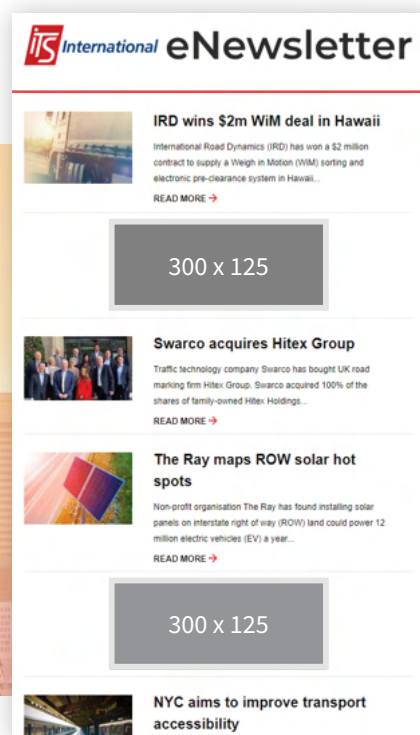 iTS International eNewsletter
IRD wins $2m WiM deal in Hawaii
International Road Dynamics (IRD) has won a $2 million
contract to supply a Weigh in Motion (WiM) sorting and
electronic pre-clearance system in Hawaii...
READ MORE →
300 x 125
Swarco acquires Hitex Group
Traffic technology company Swarco has bought UK road
marking firm Hitex Group. Swarco acquired 100% of the
shares of family-owned Hitex Holdings...
READ MORE →
The Ray maps ROW solar hot
spots
Non-profit organisation The Ray has found installing solar
panels on interstate right of way (ROW) land could power 12
million electric vehicles (EV) a year...
READ MORE →
300 x 125
NYC aims to improve transport
accessibility